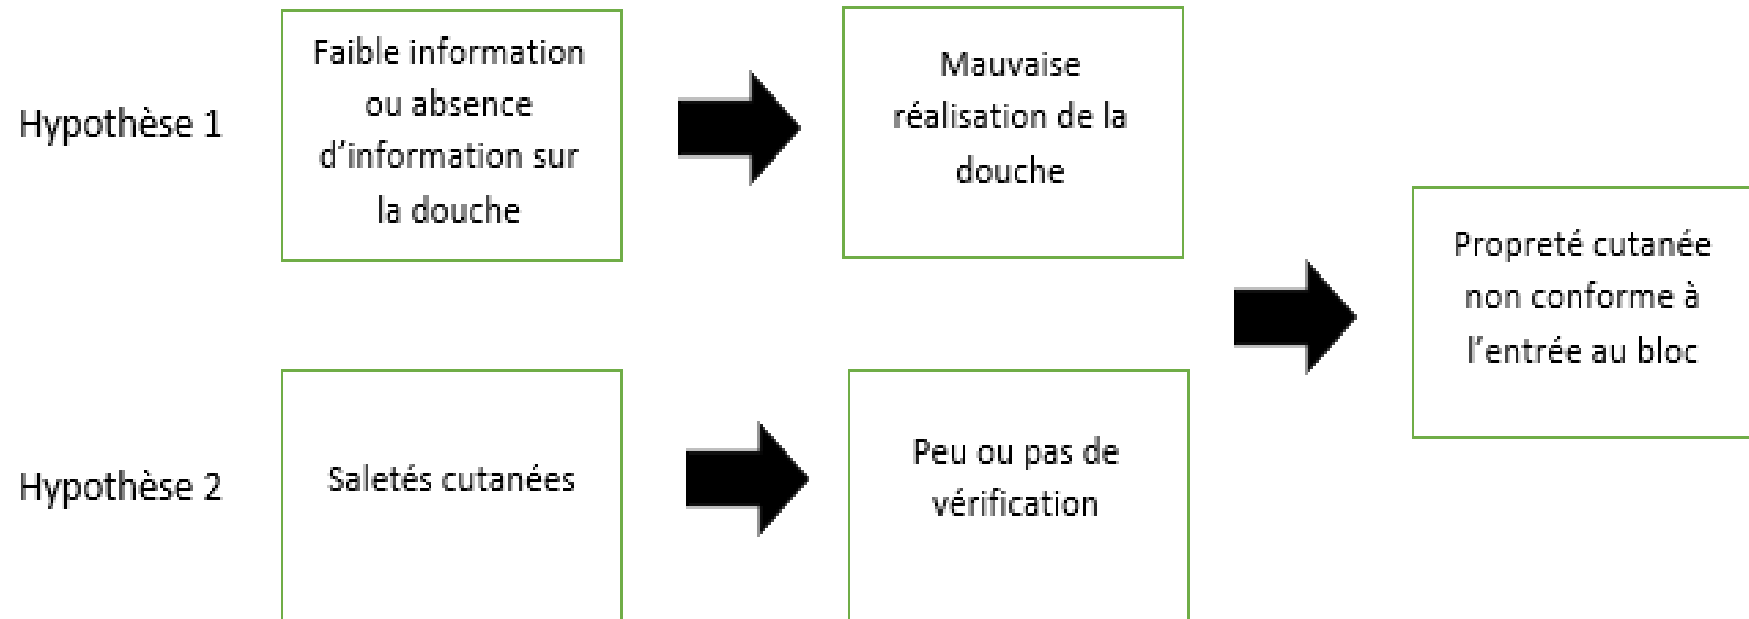 Hypothèse 1
Faible information
ou absence
d'information sur
la douche
Mauvaise
réalisation de la
douche
Propreté cutanée
non conforme à
l'entrée au bloc
Hypothèse 2
Saletés cutanées
Peu ou pas de
vérification